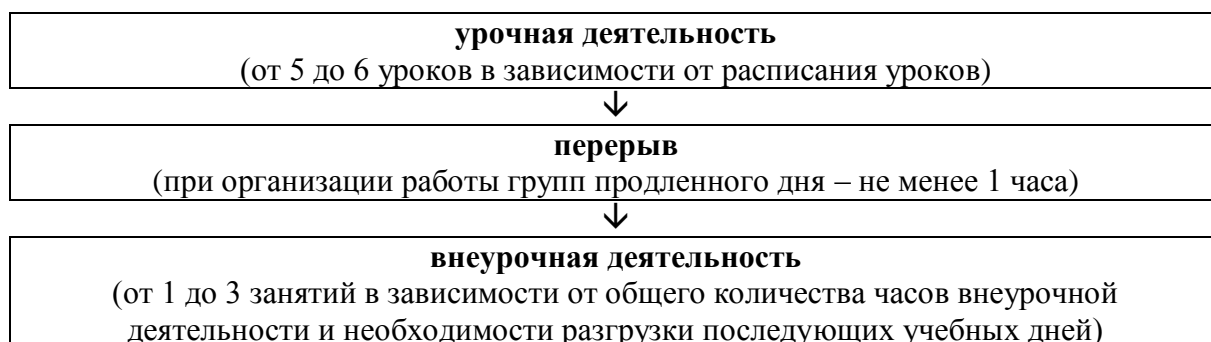 урочная деятельность
(от 5 до 6 уроков в зависимости от расписания уроков)
перерыв
(при организации работы групп продленного дня – не менее 1 часа)
внеурочная деятельность
(от 1 до 3 занятий в зависимости от общего количества часов внеурочной
деятельности и необходимости разгрузки последующих учебных дней)